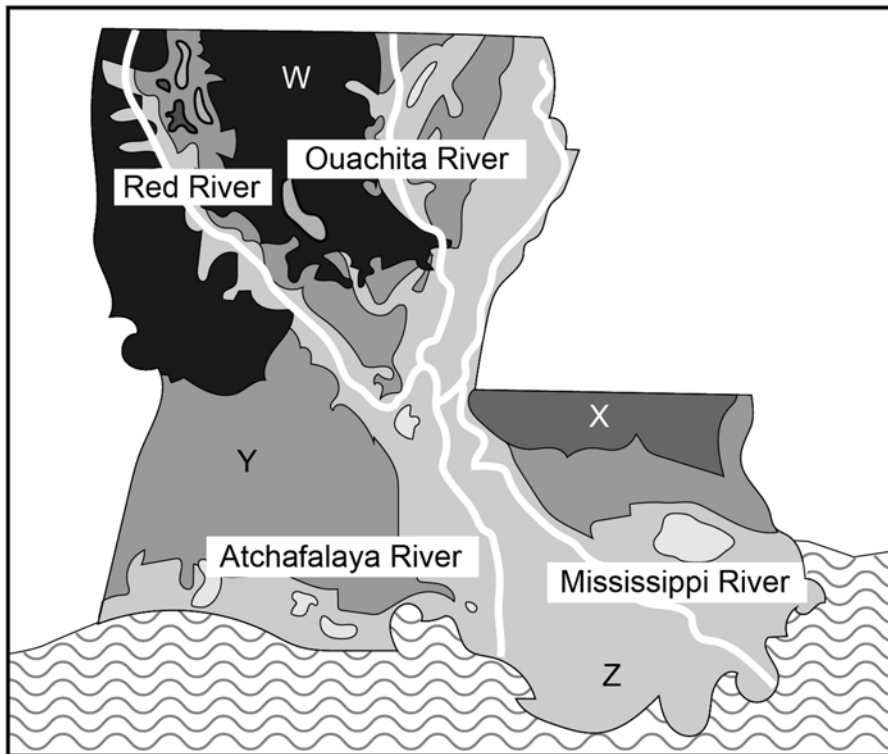 W
Ouachita River
Red River
X
Y
Atchafalaya River
Mississippi River
Z